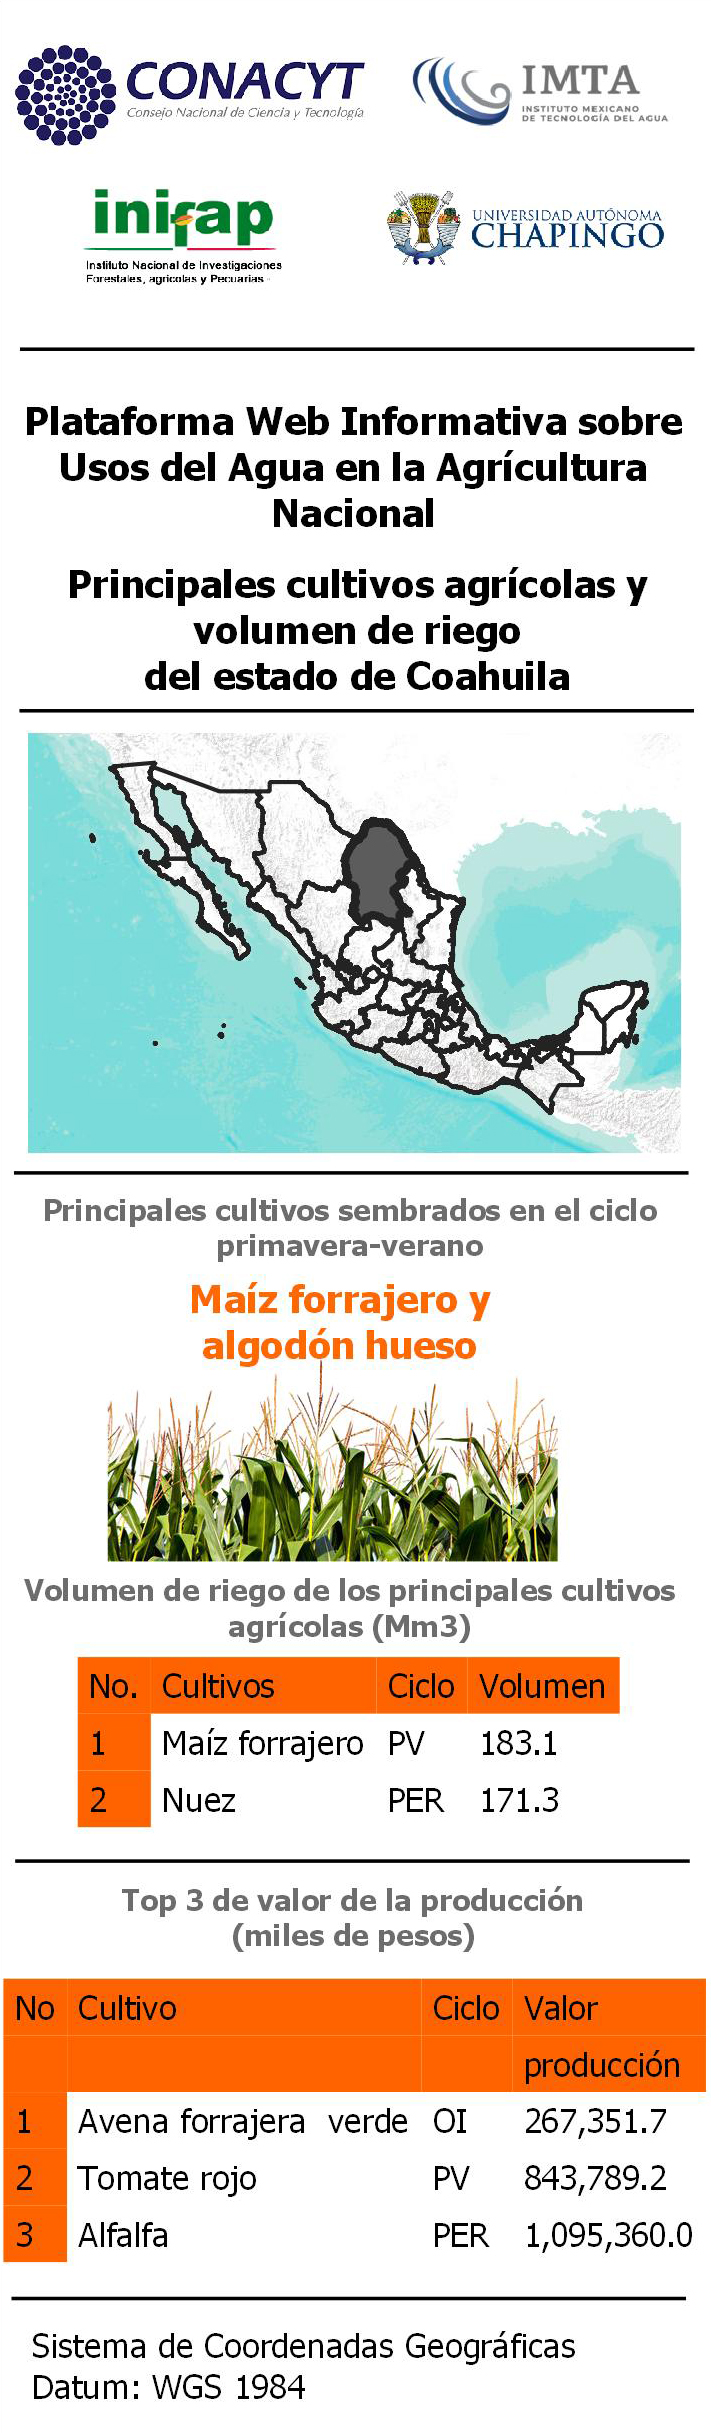 CONACYT
Consejo Nacional de Ciencia y Tecnología
IMTA
INSTITUTO MEXICANO
DE TECNOLOGÍA DEL AGUA
inifap
Instituto Nacional de Investigaciones
Forestales, agrícolas y Pecuarias -
UNIVERSIDAD AUTÓNOMA
CHAPINGO
Plataforma Web Informativa sobre
Usos del Agua en la Agrícultura
Nacional
Principales cultivos agrícolas y
volumen de riego
del estado de Coahuila
Principales cultivos sembrados en el ciclo
primavera-verano
Maíz forrajero y
algodón hueso
Volumen de riego de los principales cultivos
agrícolas (Mm3)
No. Cultivos Ciclo Volumen
1 Maíz forrajero PV 183.1
2 Nuez PER 171.3
Top 3 de valor de la producción
(miles de pesos)
No Cultivo Ciclo Valor
producción
1 Avena forrajera verde OI 267,351.7
2 Tomate rojo PV 843,789.2
3 Alfalfa PER 1,095,360.0
Sistema de Coordenadas Geográficas
Datum: WGS 1984